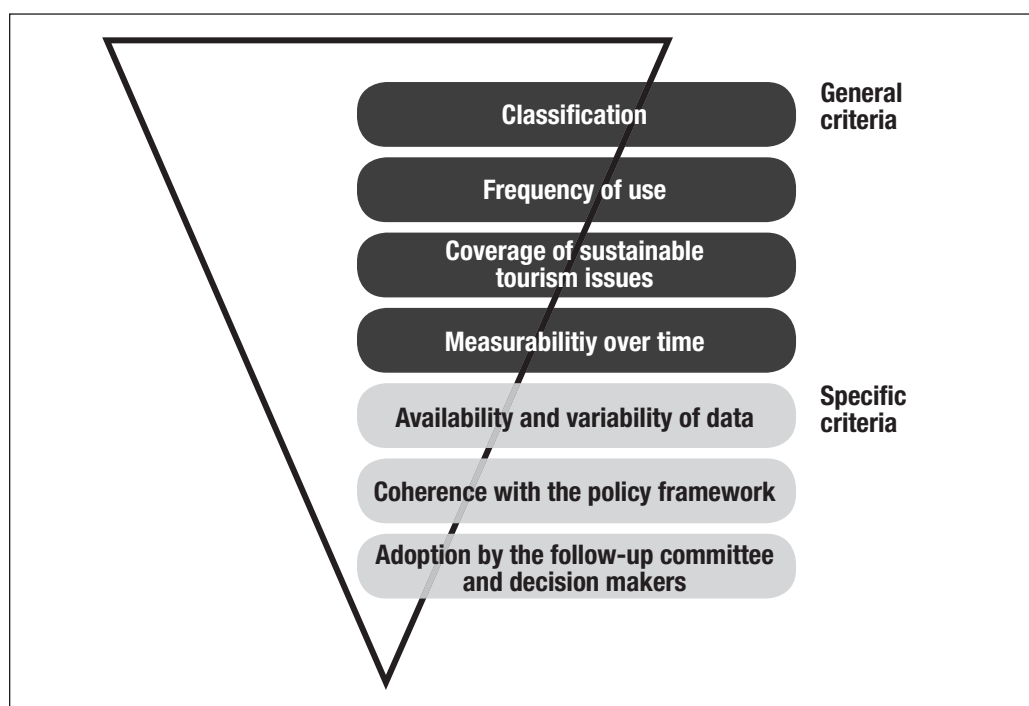 Classification
General
criteria
Frequency of use
Coverage of sustainable
tourism issues
Measurabilitiy over time
Availability and variability of data
Specific
criteria
Coherence with the policy framework
Adoption by the follow-up committee
and decision makers